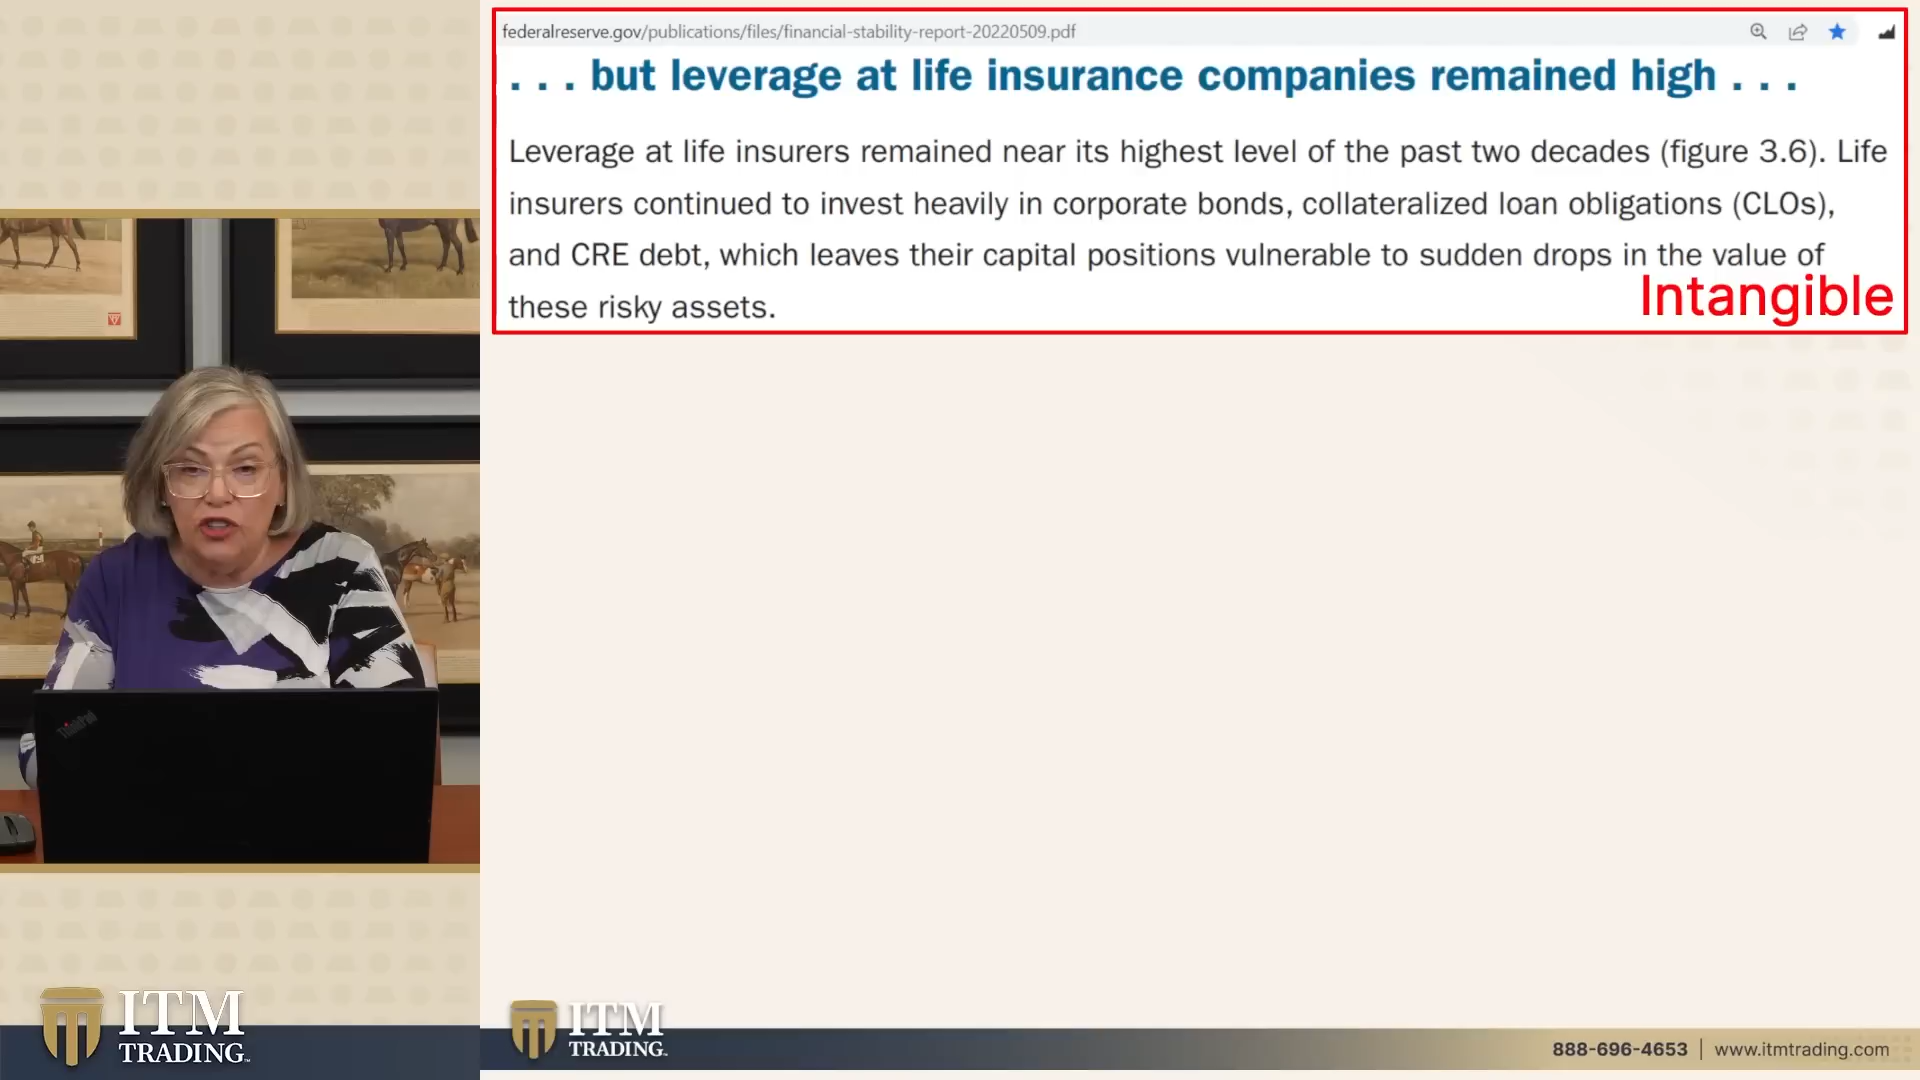 federalreserve.gov/publications/files/financial-stability-report-20220509.pdf
. . . but leverage at life insurance companies remained high . . .
Leverage at life insurers remained near its highest level of the past two decades (figure 3.6). Life
insurers continued to invest heavily in corporate bonds, collateralized loan obligations (CLOs),
and CRE debt, which leaves their capital positions vulnerable to sudden drops in the value of
these risky assets.
Intangible
ThinkPad
ITM
TRADING™
ITM
TRADING™
888-696-4653 | www.itmtrading.com